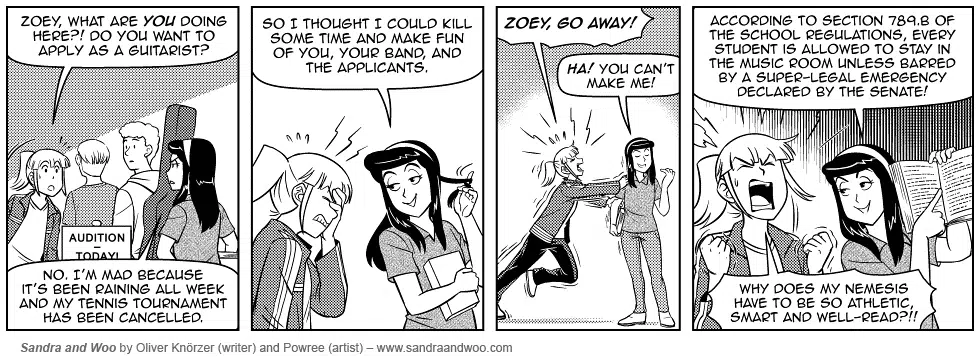 ZOEY, WHAT ARE YOU DOING
HERE?! DO YOU WANT TO
APPLY AS A GUITARIST?
AUDITION
–
TODAY!
NO. I'M MAD BECAUSE
IT'S BEEN RAINING ALL WEEK
AND MY TENNIS TOURNAMENT
HAS BEEN CANCELLED.
SO I THOUGHT I COULD KILL
SOME TIME AND MAKE FUN
OF YOU, YOUR BAND, AND
THE APPLICANTS.
ZOEY, GO AWAY!
HA! YOU CAN'T
MAKE ME!
ACCORDING TO SECTION 789.B OF
THE SCHOOL REGULATIONS, EVERY
STUDENT IS ALLOWED TO STAY IN
THE MUSIC ROOM UNLESS BARRED
BY A SUPER-LEGAL EMERGENCY
DECLARED BY THE SENATE!
WHY DOES MY NEMESIS
HAVE TO BE SO ATHLETIC,
SMART AND WELL-READ?!!
Sandra and Woo by Oliver Knörzer (writer) and Powree (artist) – www.sandraandwoo.com